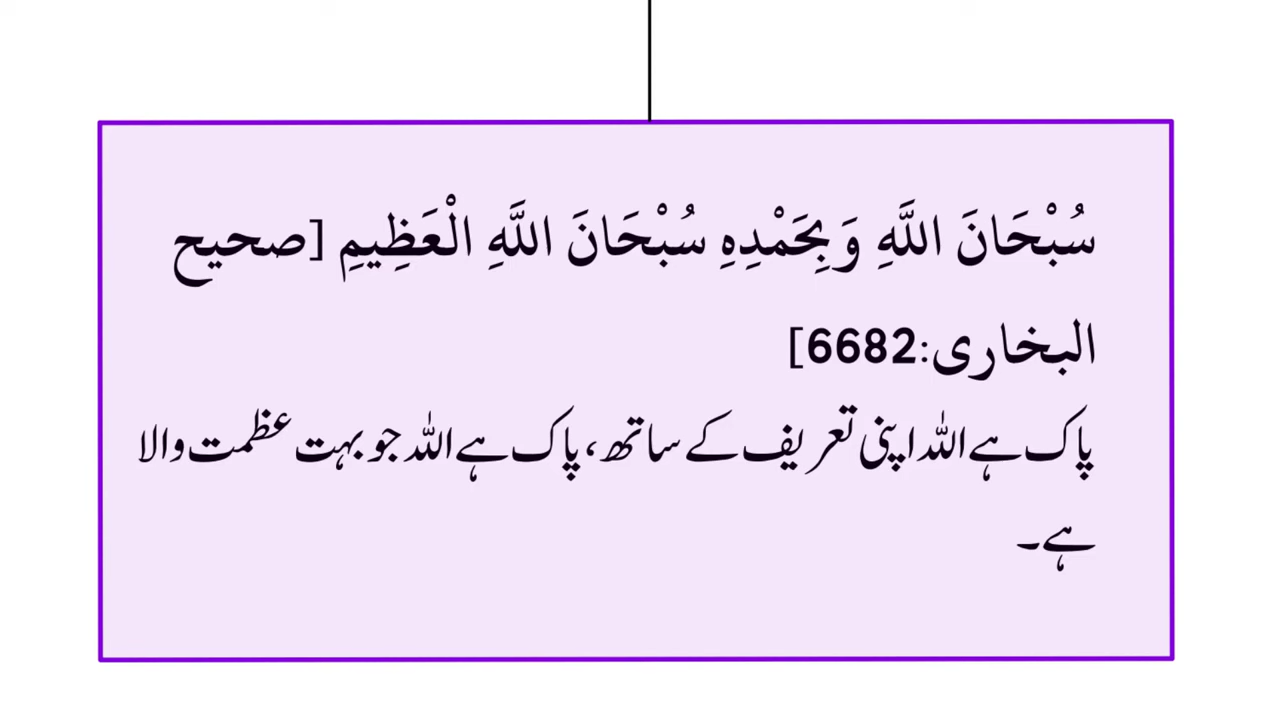 سُبْحَانَ اللَّهِ وَبِحَمْدِهِ سُبْحَانَ اللَّهِ الْعَظِيمِ [صحیح
البخاری:6682]
پاک ہے اللہ اپنی تعریف کے ساتھ، پاک ہے اللہ جو بہت عظمت والا
ہے۔